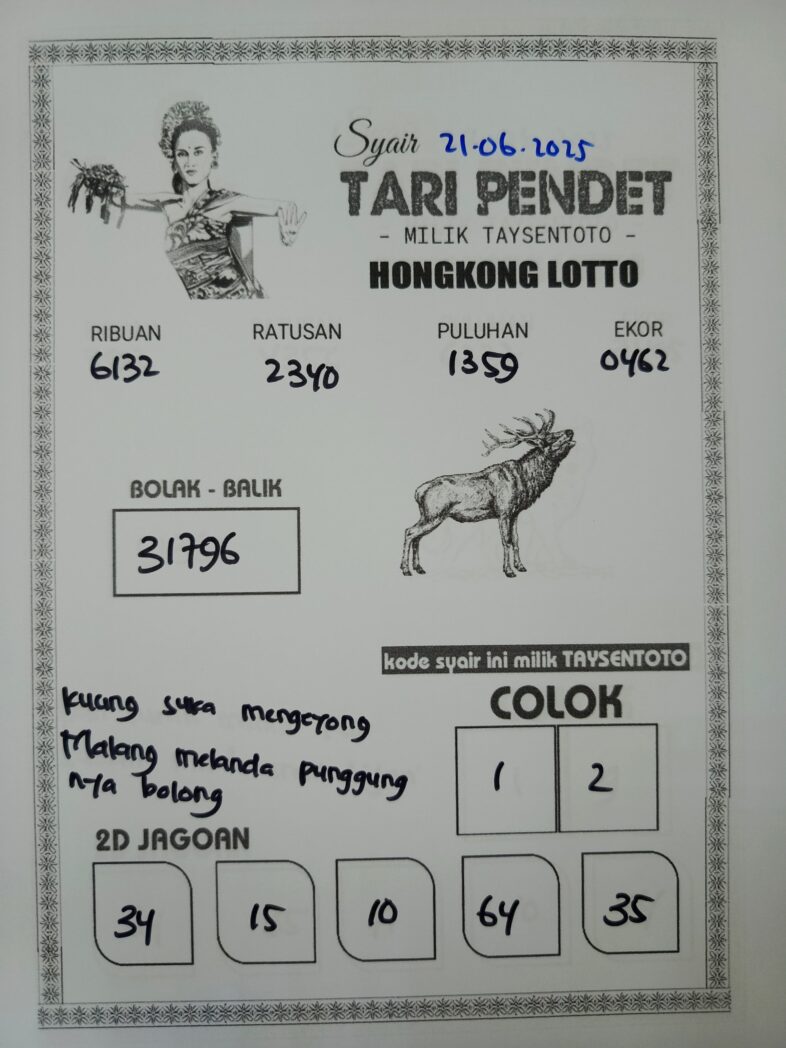 Syair 21.06.2025
TARI PENDET
- MILIK TAYSENTOTO -
HONGKONG LOTTO
RIBUAN RATUSAN PULUHAN EKOR
6132 2340 1359 0462
BOLAK - BALIK
31796
kode syair ini milik TAYSENTOTO
COLOK
1 2
Kuang suka mengeyong
Malang melanda punggung
nya bolong
2D JAGOAN
34 15 10 64 35